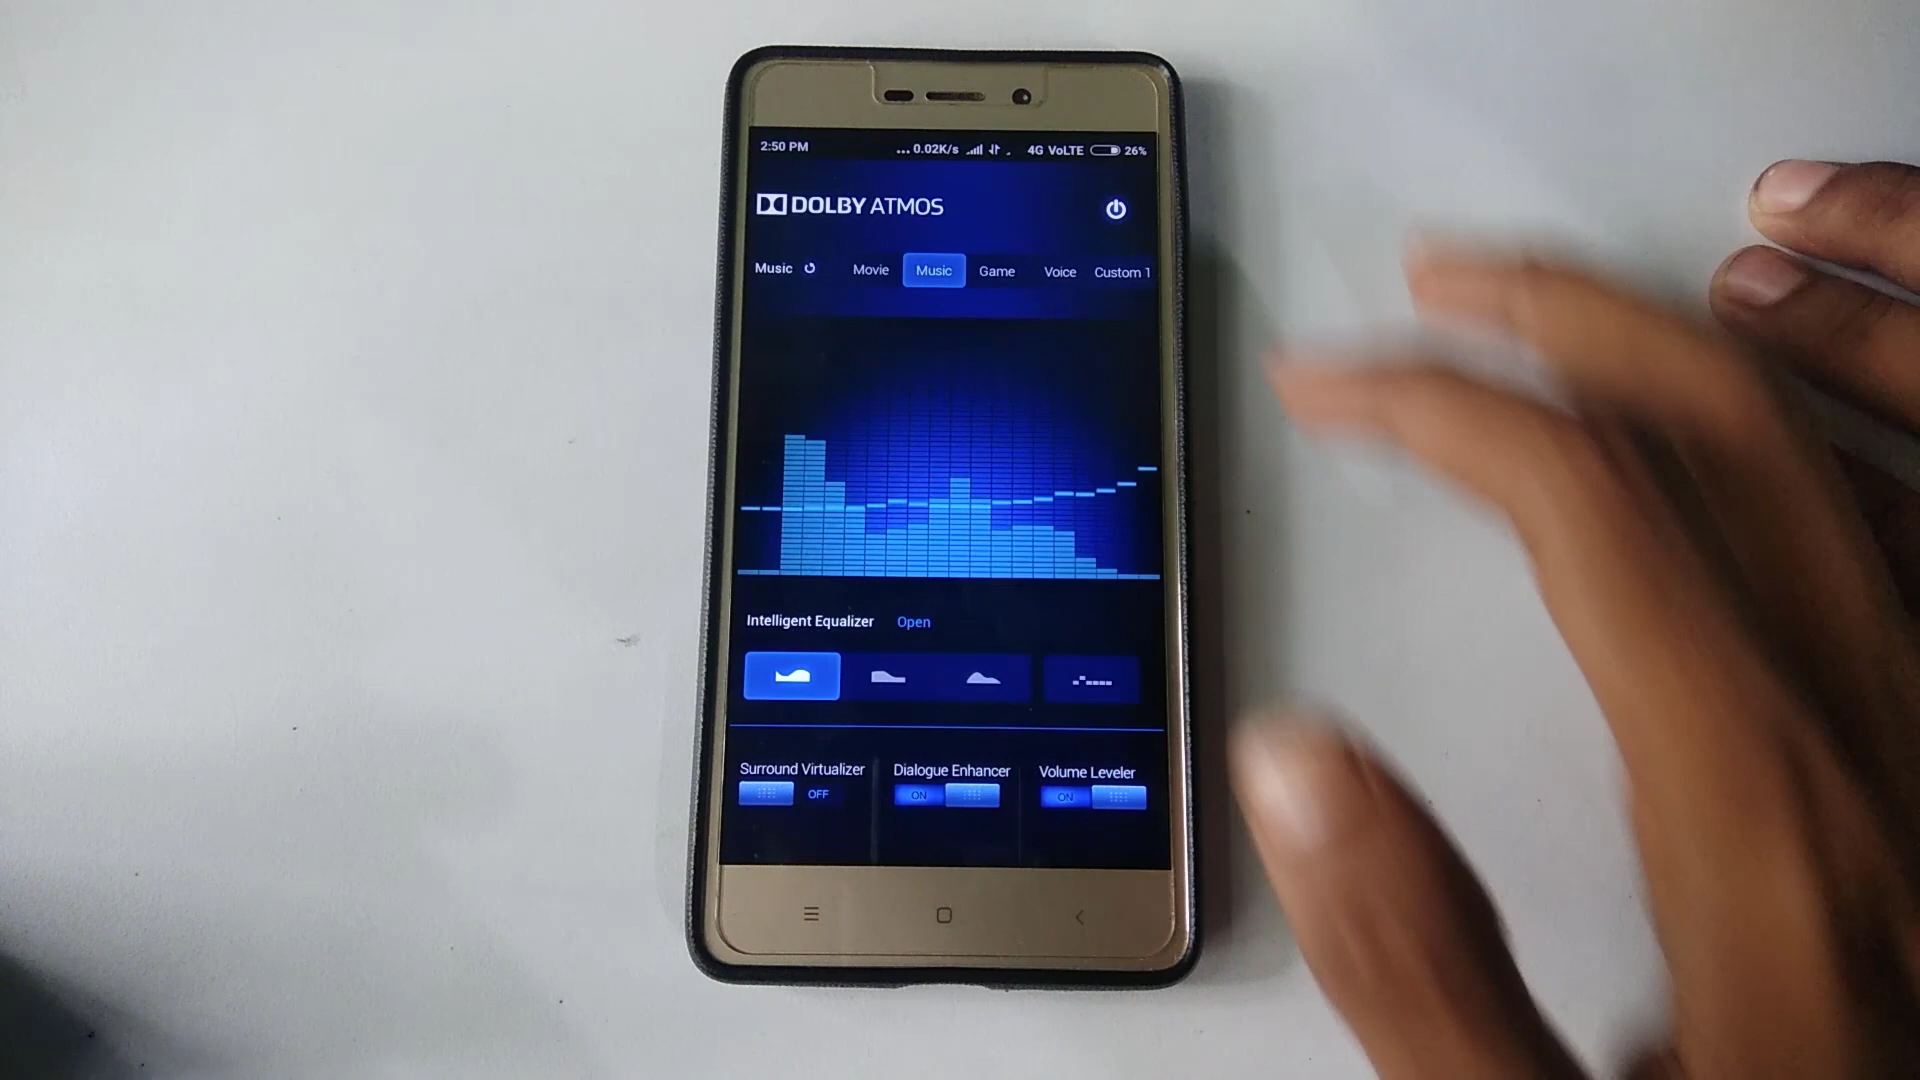 2:50 PM ... 0.02K/s 4G VoLTE 26%
DOLBY ATMOS
Music Movie Music Game Voice Custom 1
Intelligent Equalizer Open
Surround Virtualizer Dialogue Enhancer Volume Leveler
OFF ON ON